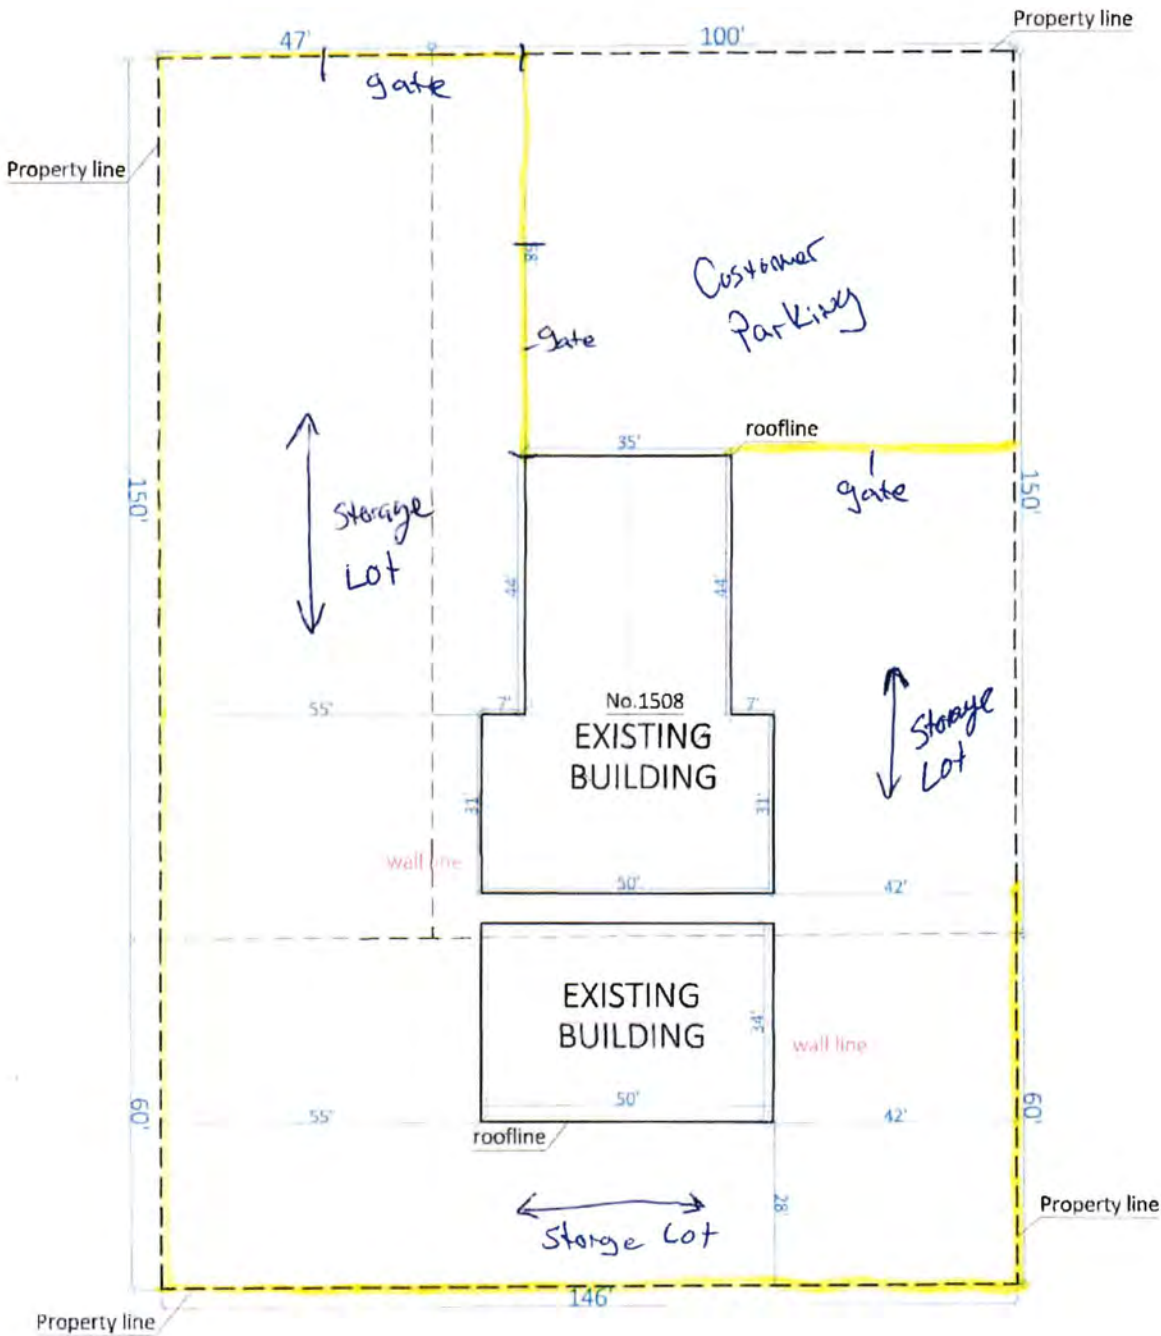 Property line
47'
100'
gate
Property line
58'
Customer
Parking
gate
roofline
35'
150'
150'
gate
Storage
Lot
44'
44'
Storage
Lot
55'
7'
No.1508
7'
EXISTING
BUILDING
31'
31'
wall line
50'
42'
EXISTING
BUILDING
34'
wall line
60'
60'
50'
55'
42'
roofline
28'
Storge Lot
Property line
146'
Property line